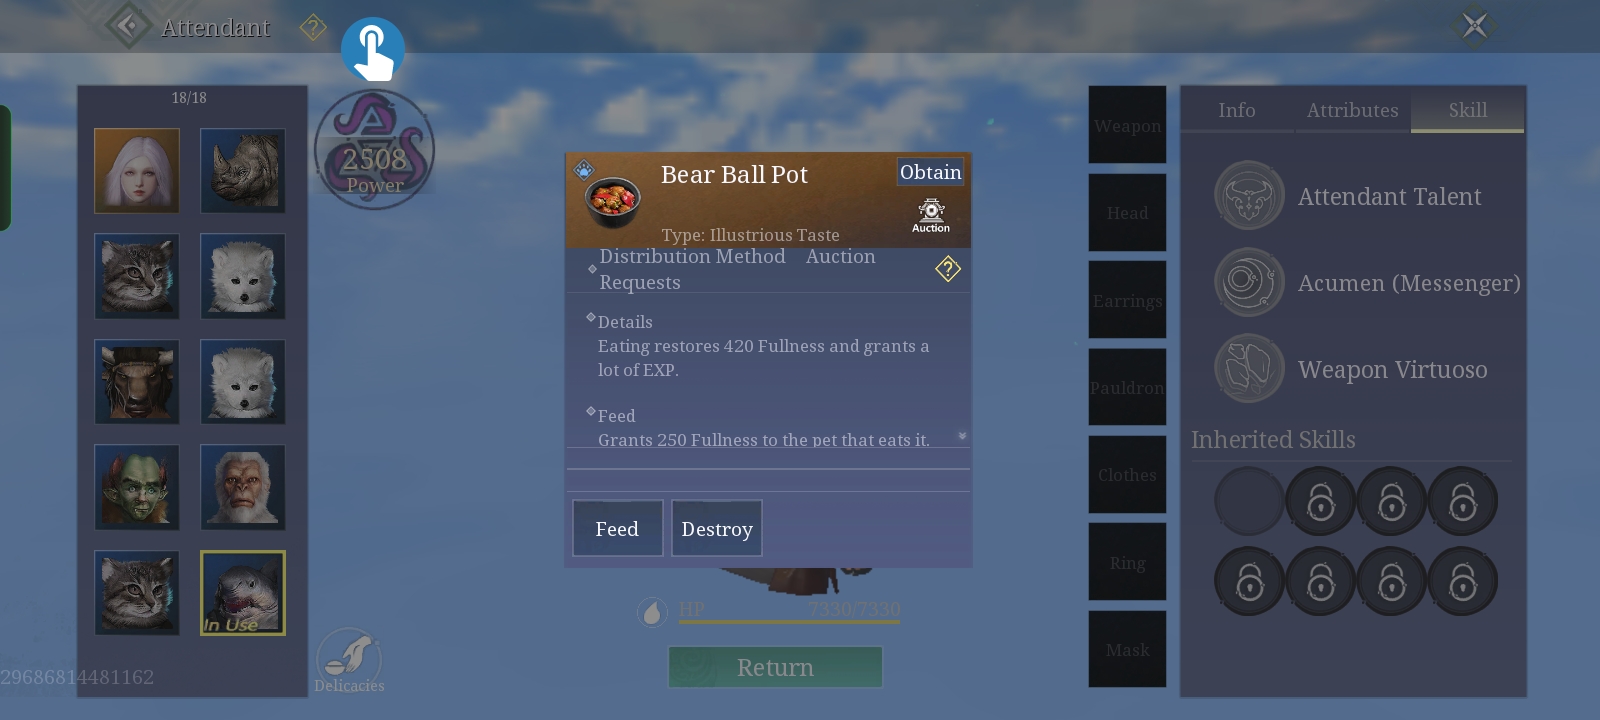 Attendant
?
18/18
2508
Power
In Use
29686814481162
Delicacies
Bear Ball Pot
Obtain
Auction
Type: Illustrious Taste
Distribution Method Auction
Requests
?
Details
Eating restores 420 Fullness and grants a
lot of EXP.
Feed
Grants 250 Fullness to the pet that eats it.
Feed
Destroy
HP 7330/7330
Return
Weapon
Head
Earrings
Pauldron
Clothes
Ring
Mask
Info
Attributes
Skill
Attendant Talent
Acumen (Messenger)
Weapon Virtuoso
Inherited Skills